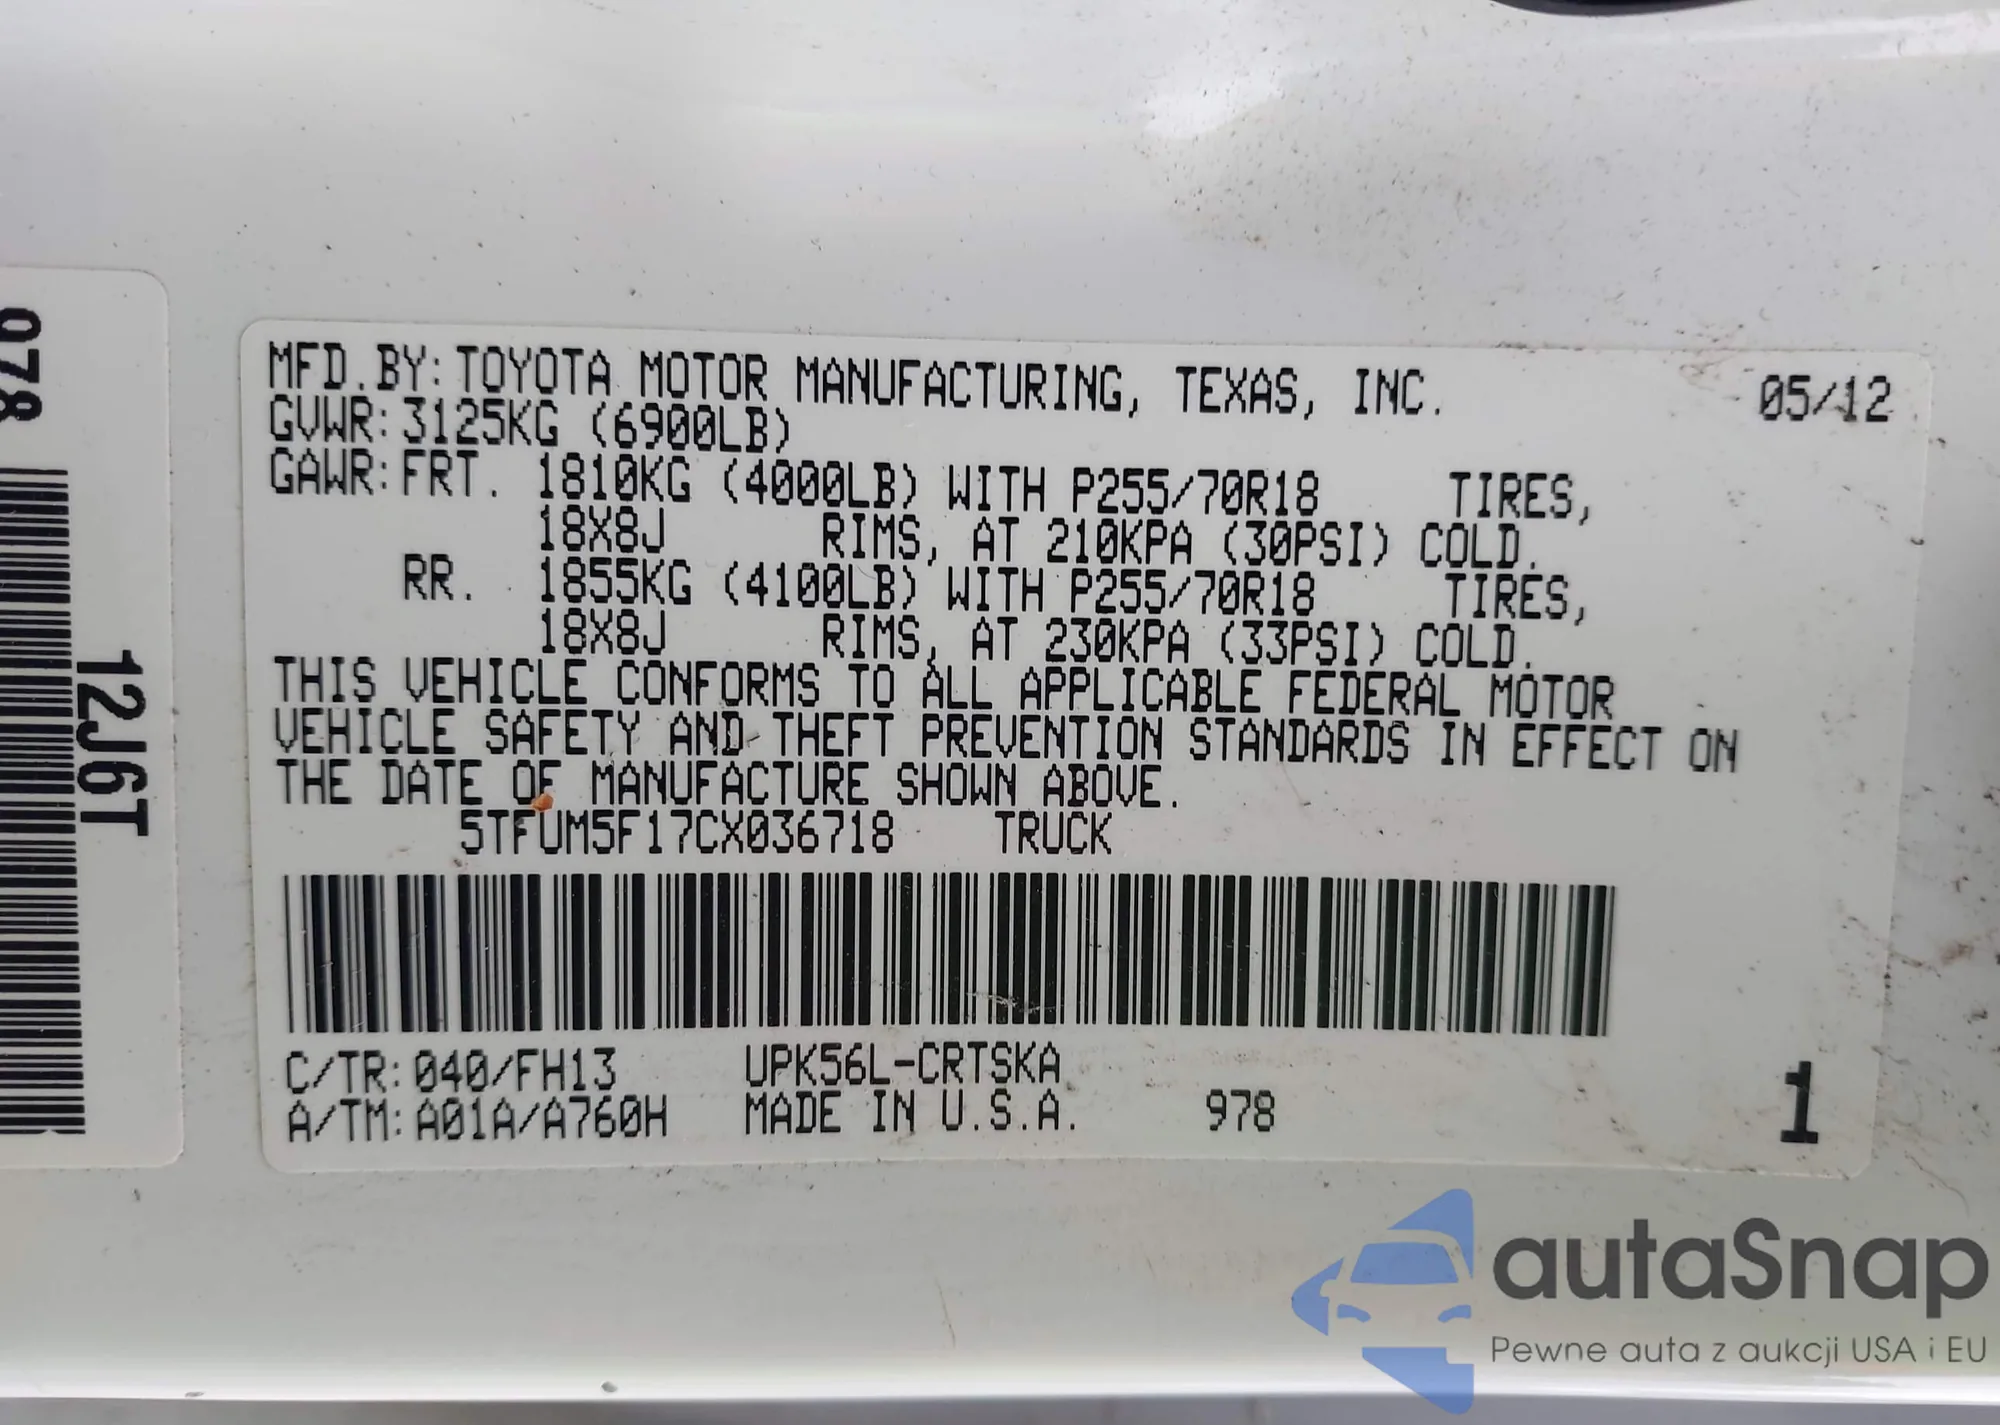 978
12J6T
MFD.BY: TOYOTA MOTOR MANUFACTURING, TEXAS, INC. 05/12
GVWR: 3125KG (6900LB)
GAWR: FRT. 1810KG (4000LB) WITH P255/70R18 TIRES,
18X8J RIMS, AT 210KPA (30PSI) COLD.
RR. 1855KG (4100LB) WITH P255/70R18 TIRES,
18X8J RIMS, AT 230KPA (33PSI) COLD.
THIS VEHICLE CONFORMS TO ALL APPLICABLE FEDERAL MOTOR
VEHICLE SAFETY AND THEFT PREVENTION STANDARDS IN EFFECT ON
THE DATE OF MANUFACTURE SHOWN ABOVE.
5TFUM5F17CX036718 TRUCK
C/TR: 040/FH13 UPK56L-CRTSKA
A/TM: A01A/A760H MADE IN U.S.A. 978
1
autaSnap
Pewne auta z aukcji USA i EU